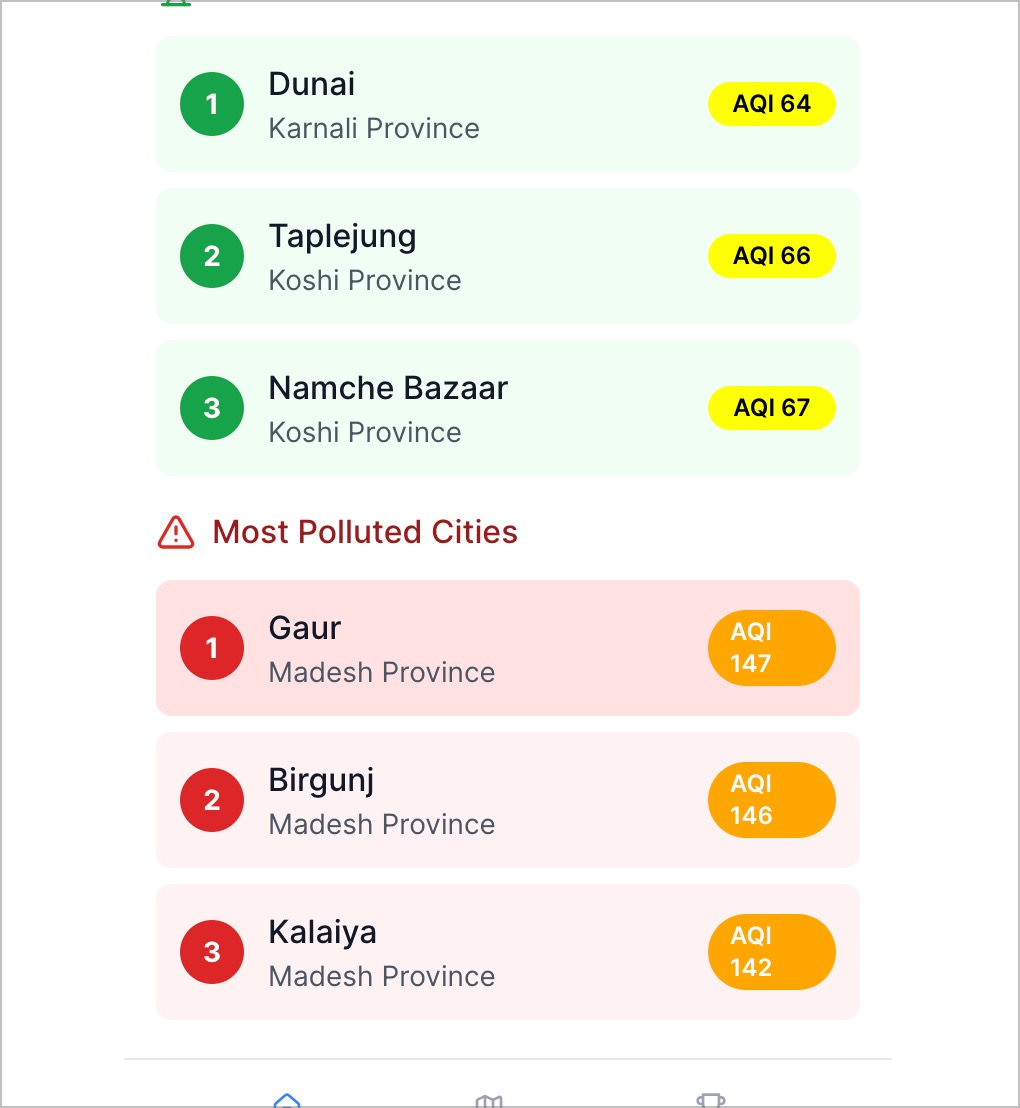 1
Dunai
Karnali Province
AQI 64
2
Taplejung
Koshi Province
AQI 66
3
Namche Bazaar
Koshi Province
AQI 67
Most Polluted Cities
1
Gaur
Madesh Province
AQI
147
2
Birgunj
Madesh Province
AQI
146
3
Kalaiya
Madesh Province
AQI
142